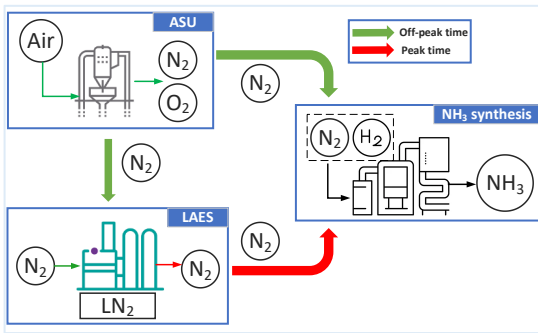 ASU
Air
N₂
O₂
N₂
Off-peak time
Peak time
NH₃ synthesis
N₂
H₂
NH₃
N₂
LAES
N₂
N₂
LN₂
N₂